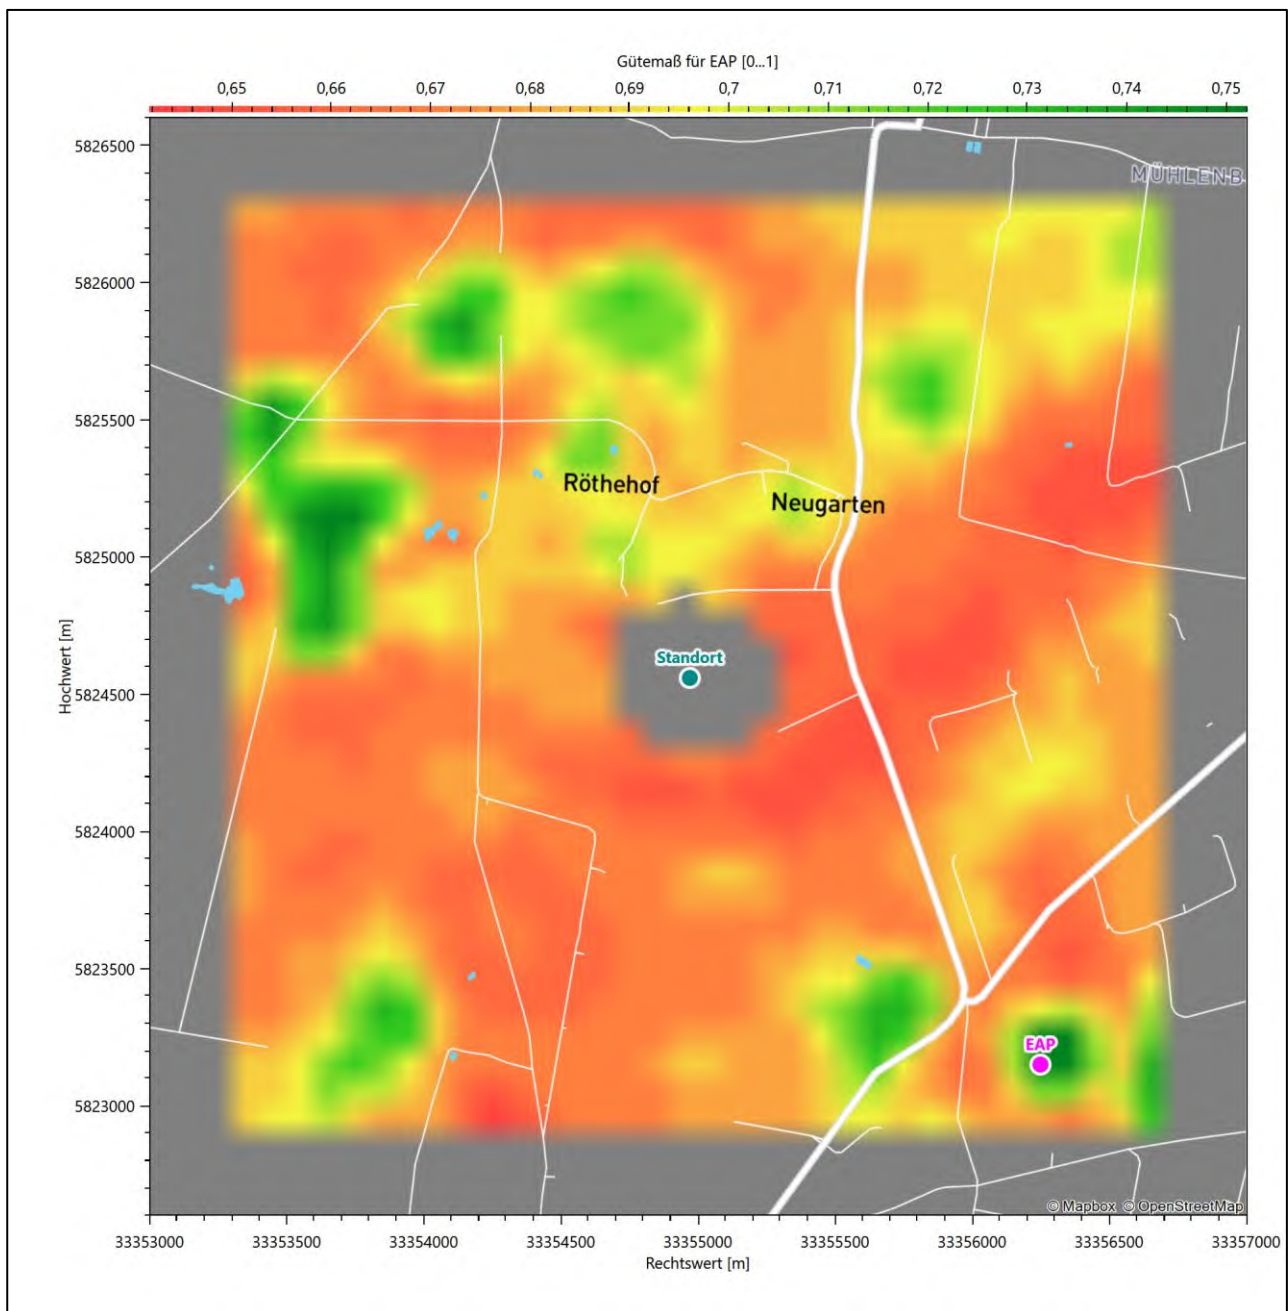 Gütemaß für EAP [0...1]
0,65 0,66 0,67 0,68 0,69 0,7 0,71 0,72 0,73 0,74 0,75
5826500
MÜHLENB
5826000
5825500
Röthehof
Neugarten
5825000
Hochwert [m]
Standort
5824500
5824000
5823500
EAP
5823000
© Mapbox © OpenStreetMap
33353000 33353500 33354000 33354500 33355000 33355500 33356000 33356500 33357000
Rechtswert [m]